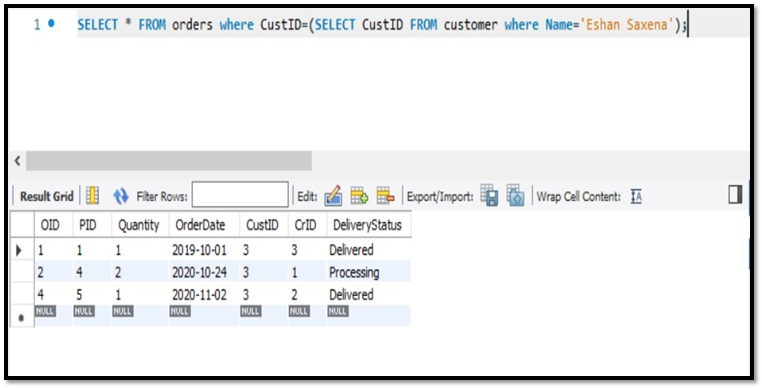 1 SELECT * FROM orders where CustID=(SELECT CustID FROM customer where Name='Eshan Saxena');
Result Grid Filter Rows: Edit: Export/Import: Wrap Cell Content: IA
OID PID Quantity OrderDate CustID CrID DeliveryStatus
1 1 1 2019-10-01 3 3 Delivered
2 4 2 2020-10-24 3 1 Processing
4 5 1 2020-11-02 3 2 Delivered
NULL NULL NULL NULL NULL NULL NULL